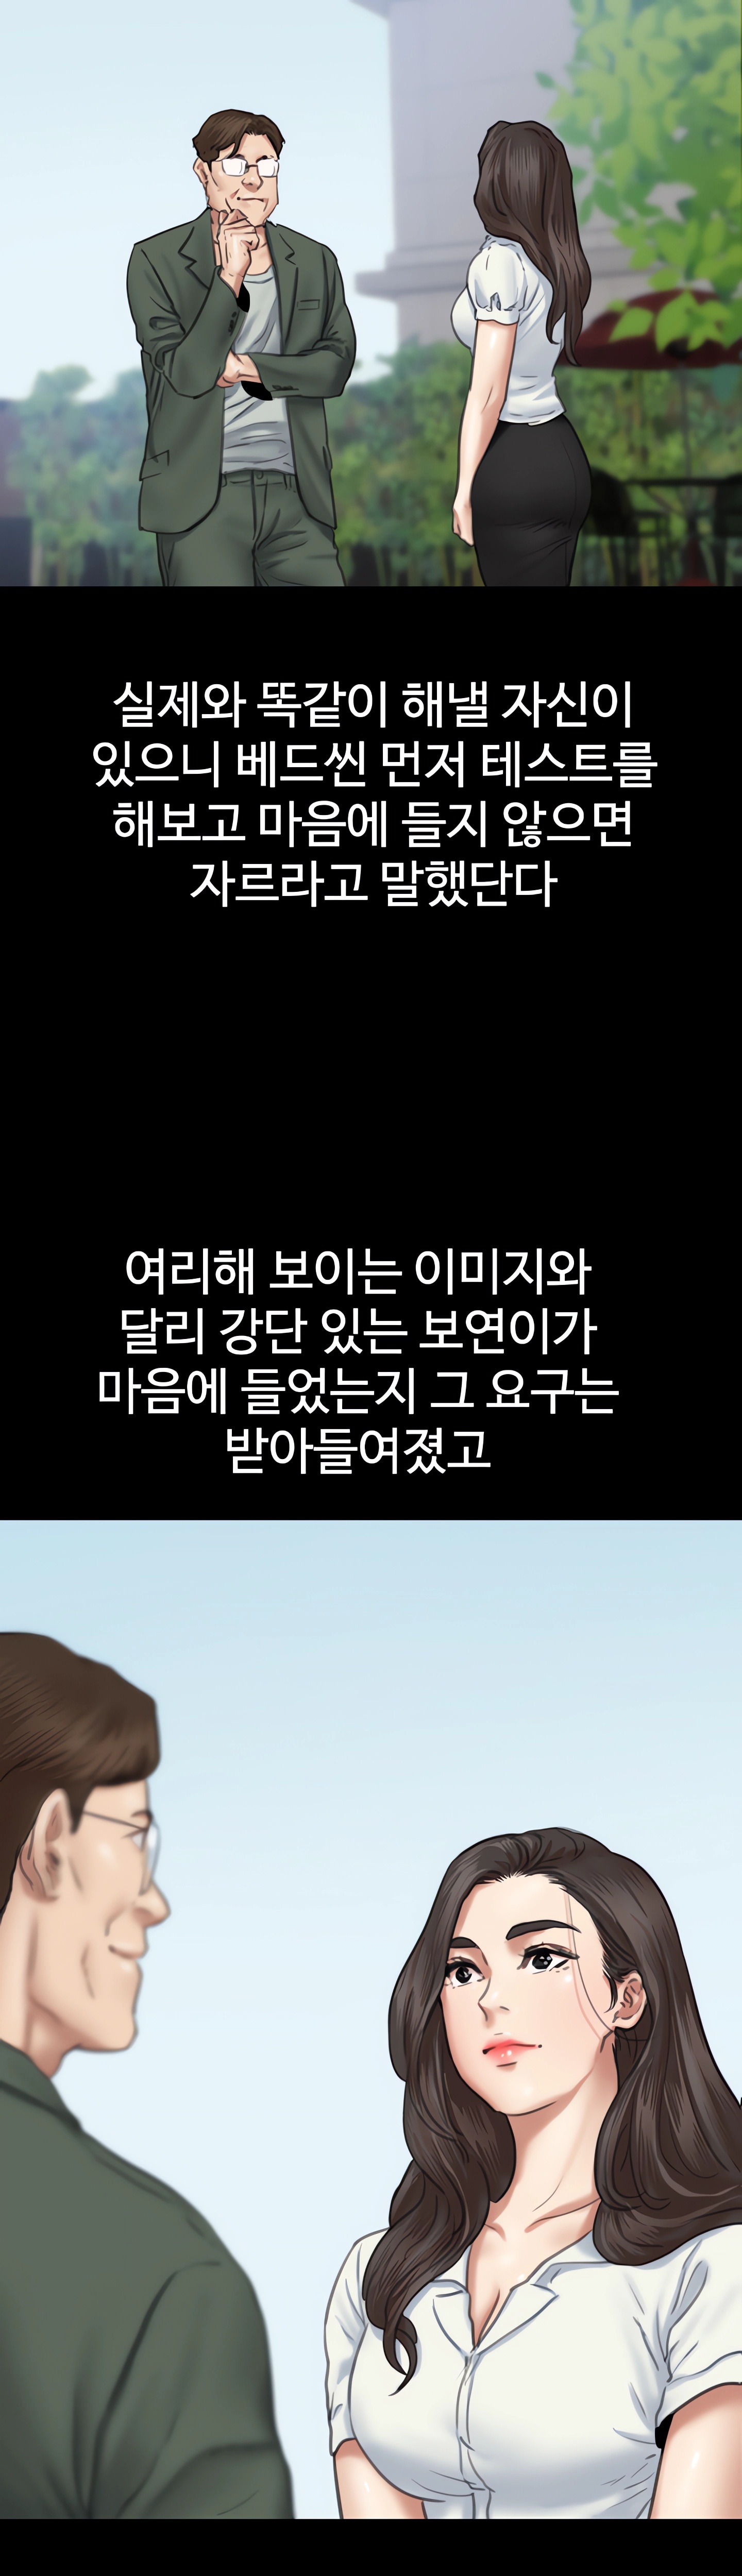 실제와 똑같이 해낼 자신이
있으니 베드씬 먼저 테스트를
해보고 마음에 들지 않으면
자르라고 말했단다
여리해 보이는 이미지와
달리 강단 있는 보연이가
마음에 들었는지 그 요구는
받아들여졌고